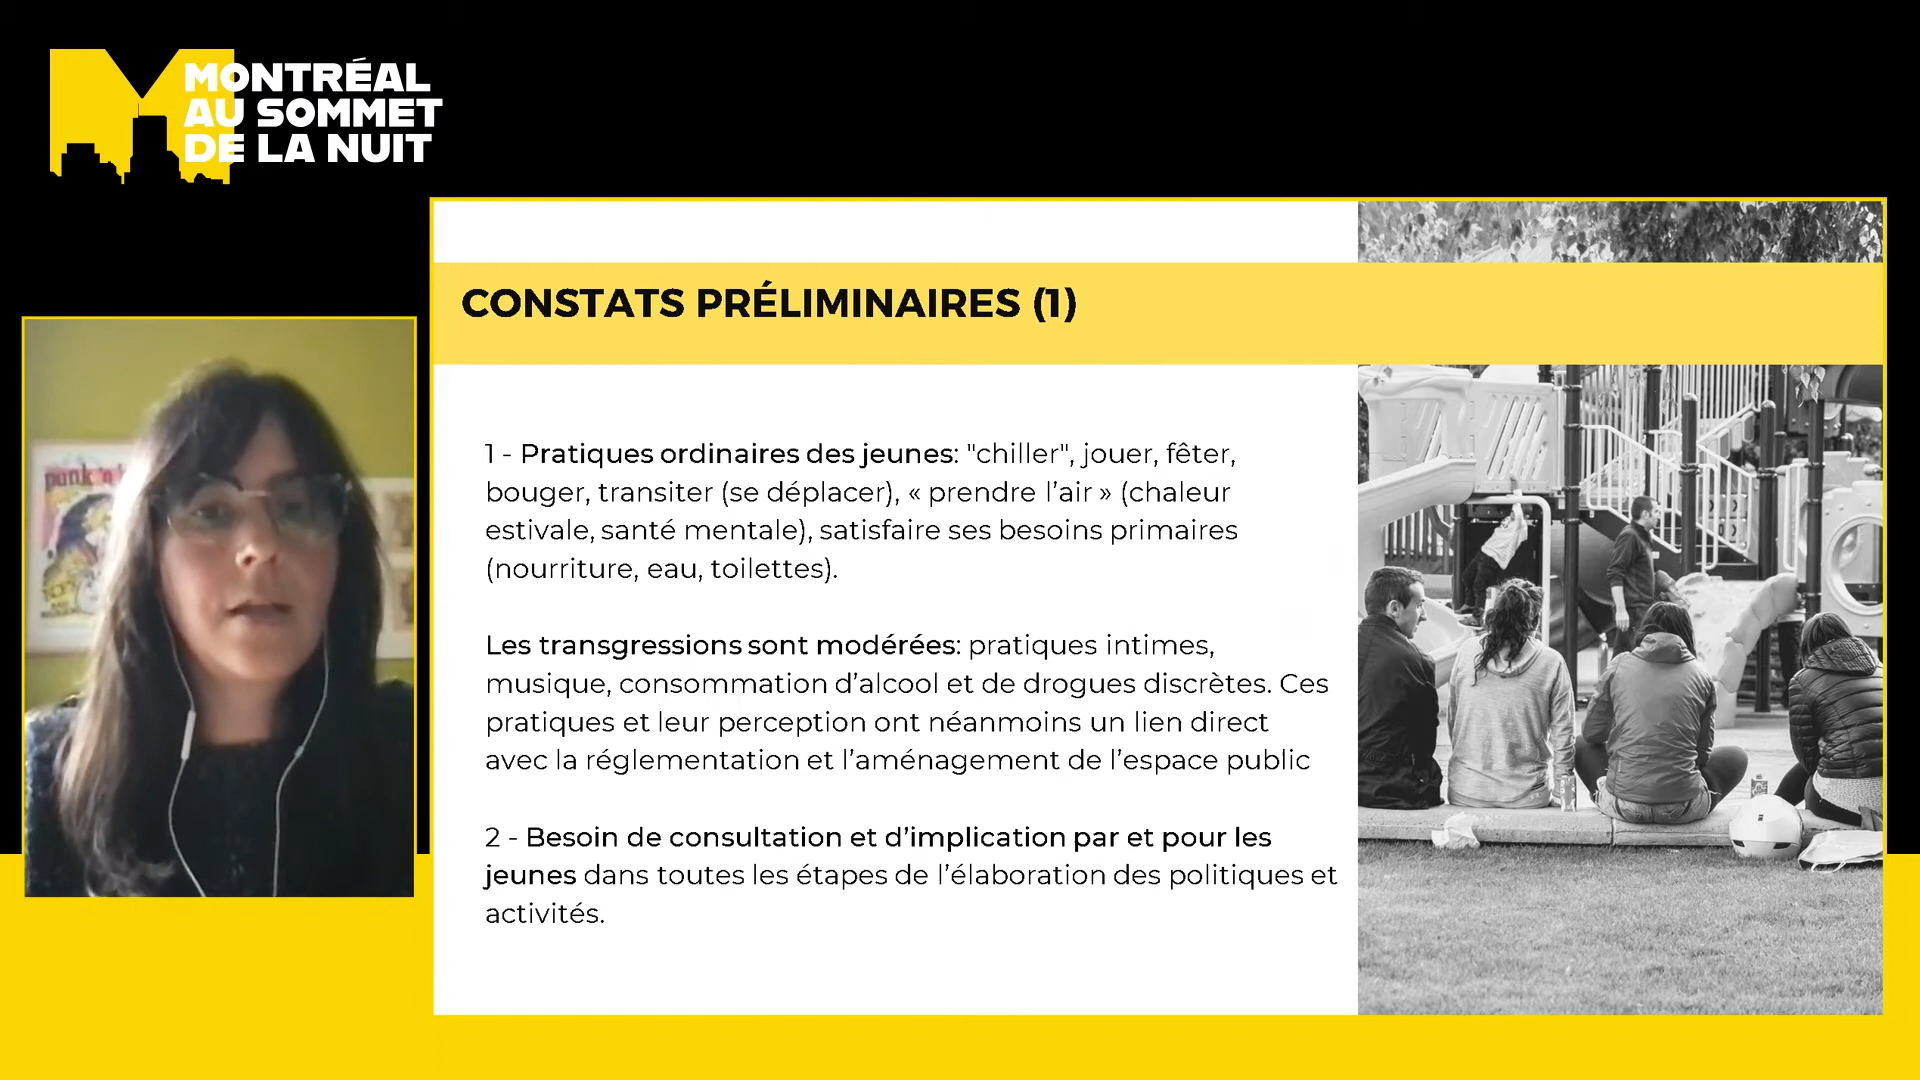 MONTRÉAL
AU SOMMET
DE LA NUIT
CONSTATS PRÉLIMINAIRES (1)
1 - Pratiques ordinaires des jeunes: "chiller", jouer, fêter,
bouger, transiter (se déplacer), « prendre l’air » (chaleur
estivale, santé mentale), satisfaire ses besoins primaires
(nourriture, eau, toilettes).
Les transgressions sont modérées: pratiques intimes,
musique, consommation d’alcool et de drogues discrètes. Ces
pratiques et leur perception ont néanmoins un lien direct
avec la réglementation et l’aménagement de l’espace public
2 - Besoin de consultation et d’implication par et pour les
jeunes dans toutes les étapes de l’élaboration des politiques et
activités.
punk 'n'